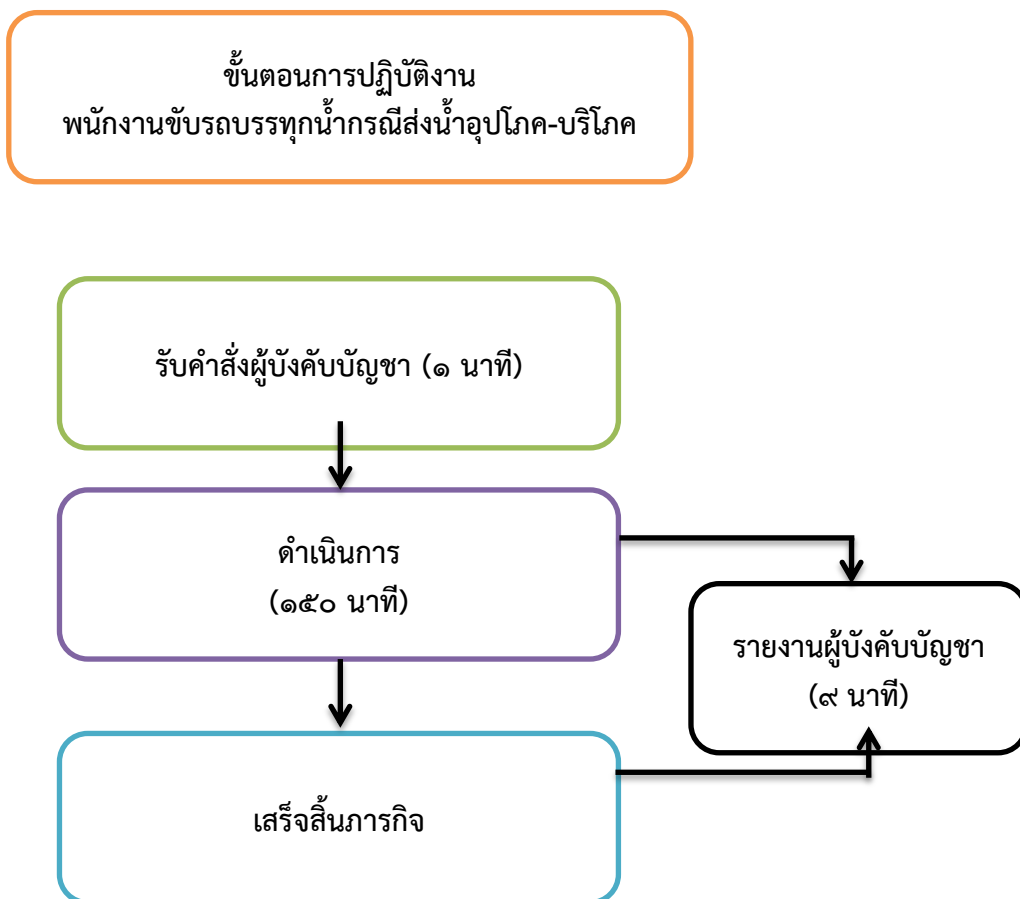 ขั้นตอนการปฏิบัติงาน
พนักงานขับรถบรรทุกน้ำกรณีส่งน้ำอุปโภค-บริโภค
รับคำสั่งผู้บังคับบัญชา (๑ นาที)
ดำเนินการ
(๑๕๐ นาที)
รายงานผู้บังคับบัญชา
(๙ นาที)
เสร็จสิ้นภารกิจ